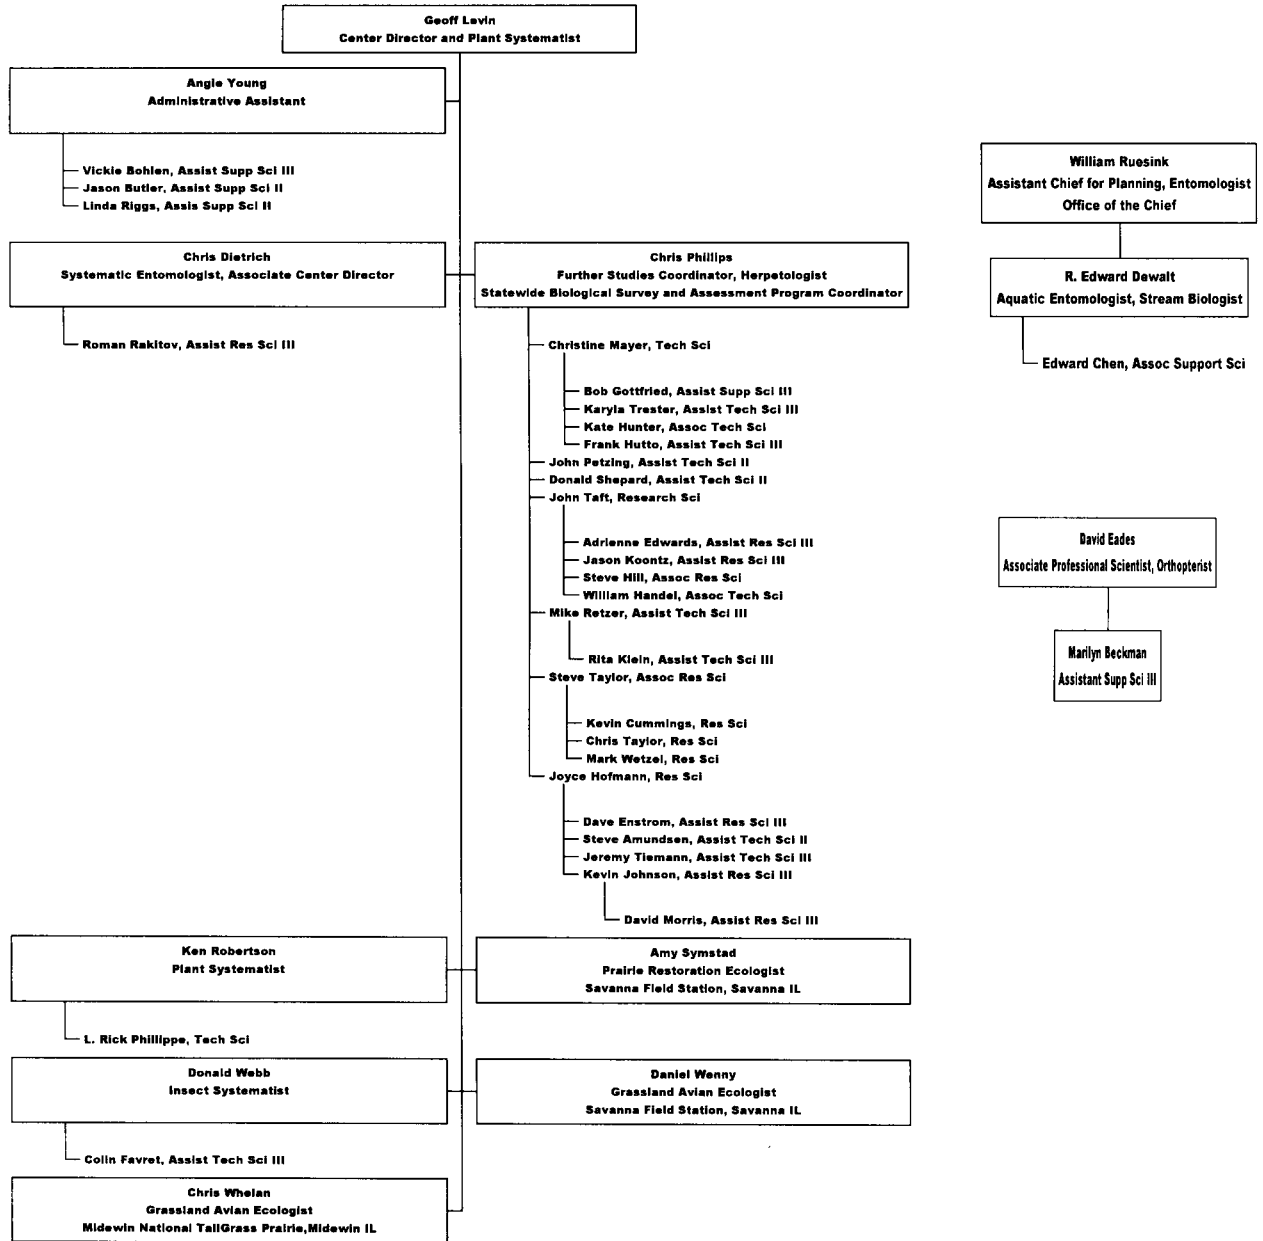 Geoff Levin
Center Director and Plant Systematist
Angie Young
Administrative Assistant
Vickie Bohlen, Assist Supp Sci III
Jason Butler, Assist Supp Sci II
Linda Riggs, Assis Supp Sci II
Chris Dietrich
Systematic Entomologist, Associate Center Director
Roman Rakitov, Assist Res Sci III
Chris Phillips
Further Studies Coordinator, Herpetologist
Statewide Biological Survey and Assessment Program Coordinator
Christine Mayer, Tech Sci
Bob Gottfried, Assist Supp Sci III
Karyla Trester, Assist Tech Sci III
Kate Hunter, Assoc Tech Sci
Frank Hutto, Assist Tech Sci III
John Petzing, Assist Tech Sci II
Donald Shepard, Assist Tech Sci II
John Taft, Research Sci
Adrienne Edwards, Assist Res Sci III
Jason Koontz, Assist Res Sci III
Steve Hill, Assoc Res Sci
William Handel, Assoc Tech Sci
Mike Retzer, Assist Tech Sci III
Rita Klein, Assist Tech Sci III
Steve Taylor, Assoc Res Sci
Kevin Cummings, Res Sci
Chris Taylor, Res Sci
Mark Wetzel, Res Sci
Joyce Hofmann, Res Sci
Dave Enstrom, Assist Res Sci III
Steve Amundsen, Assist Tech Sci II
Jeremy Tiemann, Assist Tech Sci III
Kevin Johnson, Assist Res Sci III
David Morris, Assist Res Sci III
Ken Robertson
Plant Systematist
L. Rick Phillippe, Tech Sci
Amy Symstad
Prairie Restoration Ecologist
Savanna Field Station, Savanna IL
Donald Webb
Insect Systematist
Colin Favret, Assist Tech Sci III
Daniel Wenny
Grassland Avian Ecologist
Savanna Field Station, Savanna IL
Chris Whelan
Grassland Avian Ecologist
Midewin National TallGrass Prairie,Midewin IL
William Ruesink
Assistant Chief for Planning, Entomologist
Office of the Chief
R. Edward Dewalt
Aquatic Entomologist, Stream Biologist
Edward Chen, Assoc Support Sci
David Eades
Associate Professional Scientist, Orthopterist
Marilyn Beckman
Assistant Supp Sci III